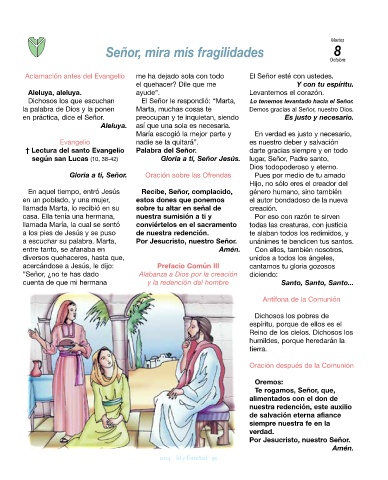 Martes
8
Octubre
Señor, mira mis fragilidades
Aclamación antes del Evangelio
Aleluya, aleluya.
Dichosos los que escuchan
la palabra de Dios y la ponen
en práctica, dice el Señor.
Aleluya.
Evangelio
† Lectura del santo Evangelio
según san Lucas (10, 38-42)
Gloria a ti, Señor.
En aquel tiempo, entró Jesús
en un poblado, y una mujer,
llamada Marta, lo recibió en su
casa. Ella tenía una hermana,
llamada María, la cual se sentó
a los pies de Jesús y se puso
a escuchar su palabra. Marta,
entre tanto, se afanaba en
diversos quehaceres, hasta que,
acercándose a Jesús, le dijo:
"Señor, ¿no te has dado
cuenta de que mi hermana
me ha dejado sola con todo
el quehacer? Dile que me
ayude".
El Señor le respondió: "Marta,
Marta, muchas cosas te
preocupan y te inquietan, siendo
así que una sola es necesaria.
María escogió la mejor parte y
nadie se la quitará".
Palabra del Señor.
Gloria a ti, Señor Jesús.
Oración sobre las Ofrendas
Recibe, Señor, complacido,
estos dones que ponemos
sobre tu altar en señal de
nuestra sumisión a ti y
conviértelos en el sacramento
de nuestra redención.
Por Jesucristo, nuestro Señor.
Amén.
Prefacio Común III
Alabanza a Dios por la creación
y la redención del hombre
El Señor esté con ustedes.
Y con tu espíritu.
Levantemos el corazón.
Lo tenemos levantado hacia el Señor.
Demos gracias al Señor, nuestro Dios.
Es justo y necesario.
En verdad es justo y necesario,
es nuestro deber y salvación
darte gracias siempre y en todo
lugar, Señor, Padre santo,
Dios todopoderoso y eterno.
Pues por medio de tu amado
Hijo, no sólo eres el creador del
género humano, sino también
el autor bondadoso de la nueva
creación.
Por eso con razón te sirven
todas las creaturas, con justicia
te alaban todos los redimidos, y
unánimes te bendicen tus santos.
Con ellos, también nosotros,
unidos a todos los ángeles,
cantamos tu gloria gozosos
diciendo:
Santo, Santo, Santo...
Antífona de la Comunión
Dichosos los pobres de
espíritu, porque de ellos es el
Reino de los cielos. Dichosos los
humildes, porque heredarán la
tierra.
Oración después de la Comunión
Oremos:
Te rogamos, Señor, que,
alimentados con el don de
nuestra redención, este auxilio
de salvación eterna afiance
siempre nuestra fe en la
verdad.
Por Jesucristo, nuestro Señor.
Amén.